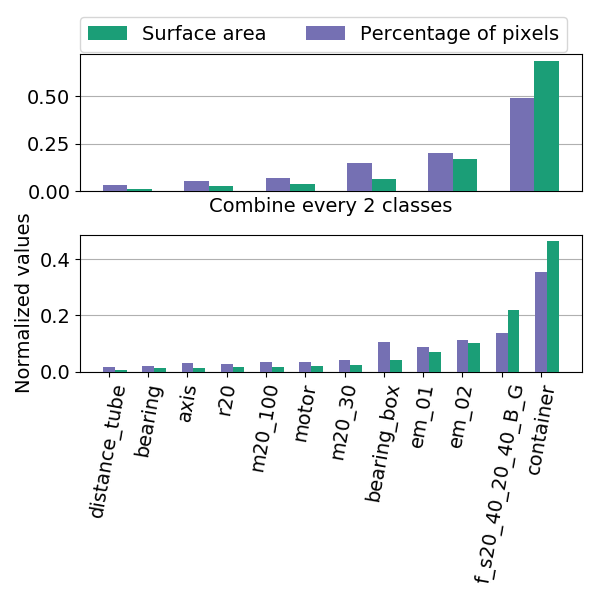 Surface area Percentage of pixels
0.50
0.25
0.00
Combine every 2 classes
Normalized values
0.4
0.2
0.0
distance_tube
bearing
axis
r20
m20_100
motor
m20_30
bearing_box
em_01
em_02
f_s20_40_20_40_B_G
container